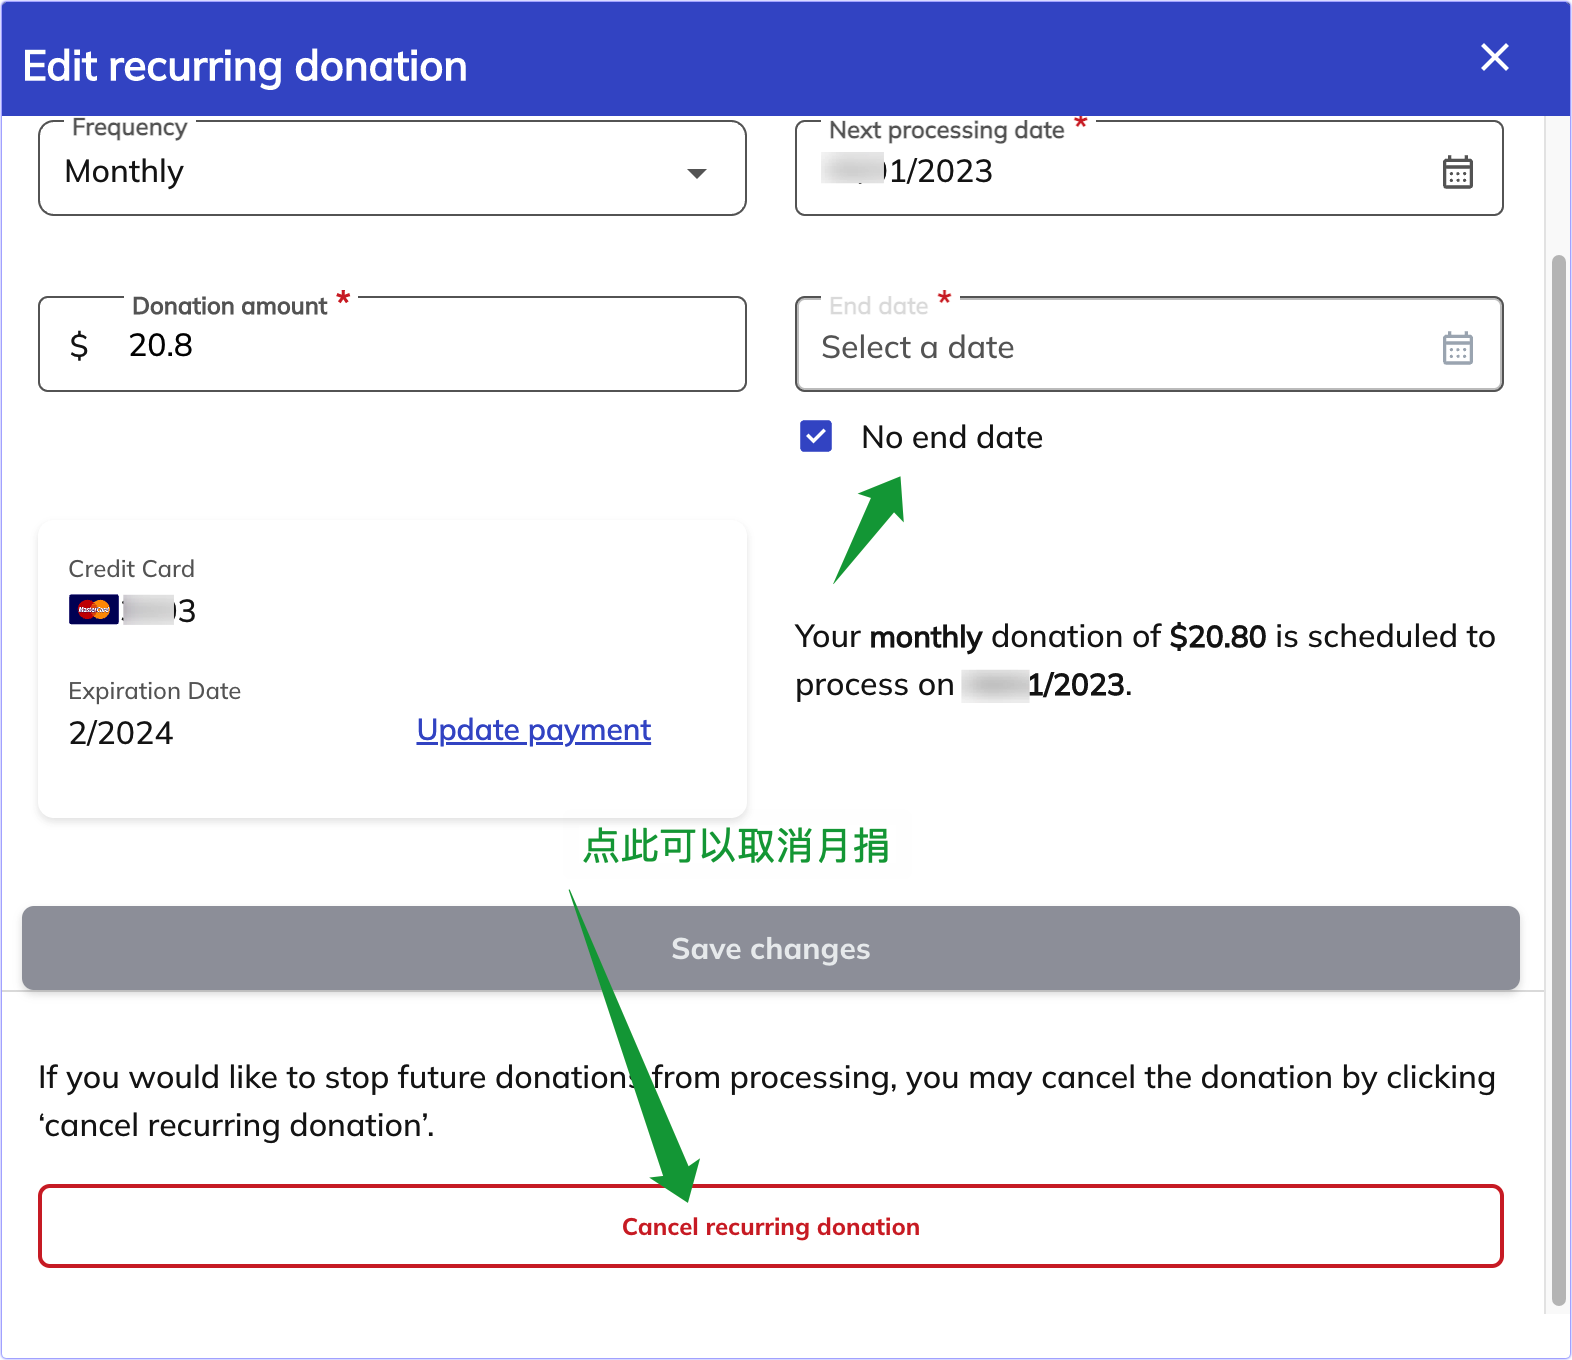 Edit recurring donation
Frequency
Monthly
Next processing date *
1/2023
Donation amount *
$ 20.8
End date *
Select a date
No end date
Credit Card
MasterCard 3
Expiration Date
2/2024
Update payment
Your monthly donation of $20.80 is scheduled to
process on 1/2023.
点此可以取消月捐
Save changes
If you would like to stop future donations from processing, you may cancel the donation by clicking
‘cancel recurring donation’.
Cancel recurring donation